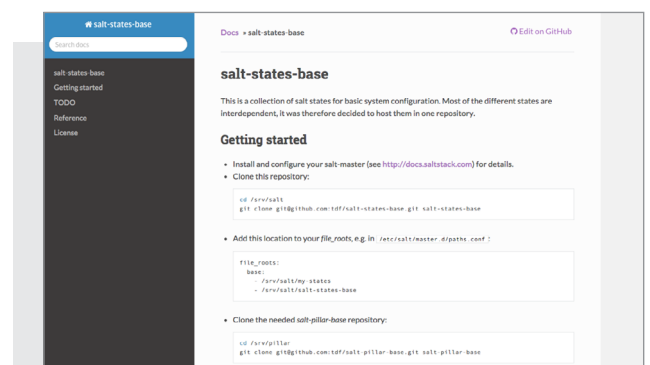 salt-states-base
Search docs
salt-states-base
Getting started
TODO
Reference
License
Docs » salt-states-base
Edit on GitHub
salt-states-base
This is a collection of salt states for basic system configuration. Most of the different states are
interdependent, it was therefore decided to host them in one repository.
Getting started
• Install and configure your salt-master (see http://docs.saltstack.com) for details.
• Clone this repository:
cd /srv/salt
git clone git@github.com:tdf/salt-states-base.git salt-states-base
• Add this location to your file_roots, e.g. in /etc/salt/master.d/paths.conf :
file_roots:
base:
- /srv/salt/my-states
- /srv/salt/salt-states-base
• Clone the needed salt-pillar-base repository:
cd /srv/pillar
git clone git@github.com:tdf/salt-pillar-base.git salt-pillar-base